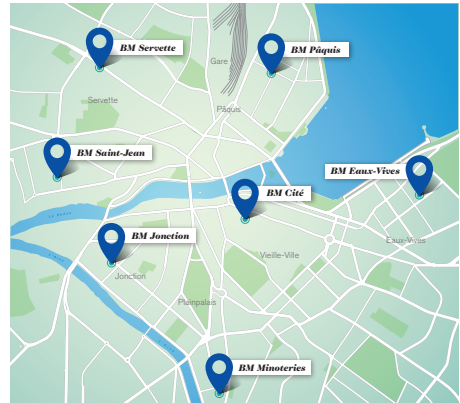 BM Servette
BM Pâquis
Gare
Servette
Pâquis
BM Saint-Jean
BM Eaux-Vives
BM Cité
BM Jonction
Eaux-Vives
Vieille-Ville
Jonction
Plainpalais
BM Minoteries